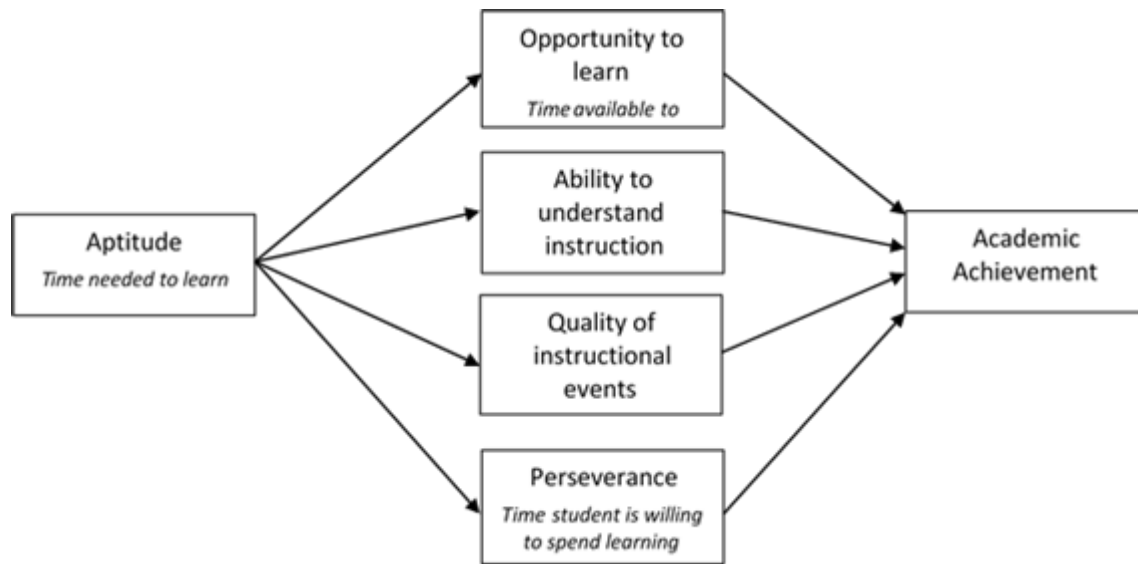 Opportunity to
learn
Time available to
Ability to
understand
instruction
Aptitude
Time needed to learn
Academic
Achievement
Quality of
instructional
events
Perseverance
Time student is willing
to spend learning